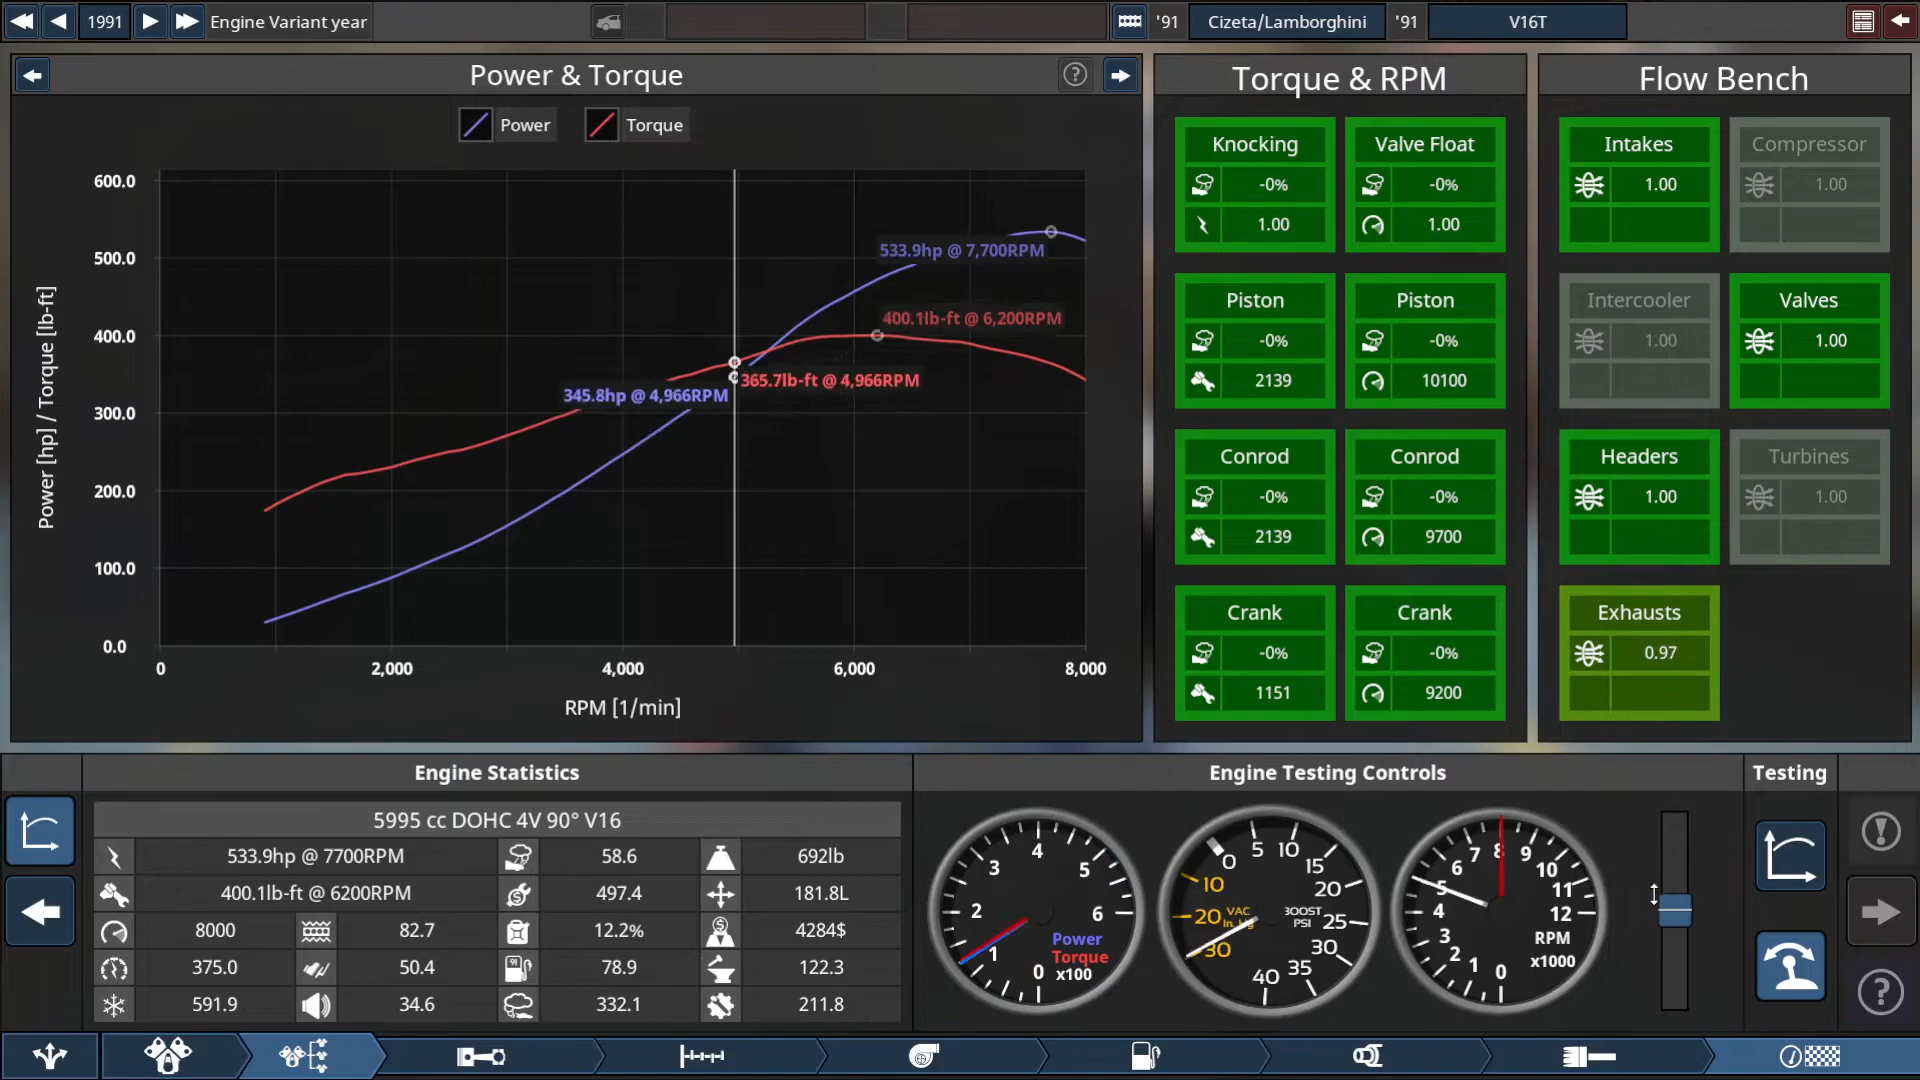 1991 Engine Variant year '91 Cizeta/Lamborghini '91 V16T
Power & Torque ?
Power Torque
600.0
500.0
400.0
300.0
200.0
100.0
0.0
Power [hp] / Torque [lb-ft]
533.9hp @ 7,700RPM
400.1lb-ft @ 6,200RPM
365.7lb-ft @ 4,966RPM
345.8hp @ 4,966RPM
0 2,000 4,000 6,000 8,000
RPM [1/min]
Torque & RPM
Knocking Valve Float
-0% -0%
1.00 1.00
Piston Piston
-0% -0%
2139 10100
Conrod Conrod
-0% -0%
2139 9700
Crank Crank
-0% -0%
1151 9200
Flow Bench
Intakes Compressor
1.00 1.00
Intercooler Valves
1.00 1.00
Headers Turbines
1.00 1.00
Exhausts
0.97
Engine Statistics
5995 cc DOHC 4V 90° V16
533.9hp @ 7700RPM 58.6 692lb
400.1lb-ft @ 6200RPM 497.4 181.8L
8000 82.7 12.2% 4284$
375.0 50.4 78.9 122.3
591.9 34.6 332.1 211.8
Engine Testing Controls
0 1 2 3 4 5 6
Power
Torque
x100
30 20 10 0 5 10 15 20 25 30 35 40
VAC
In. Hg
BOOST
PSI
0 1 2 3 4 5 6 7 8 9 10 11 12
RPM
x1000
Testing
?